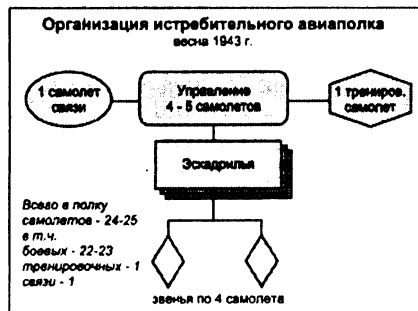 Организация истребительного авиаполка
весна 1943 г.
1 самолет
связи
Управление
4 - 5 самолетов
1 трениров.
самолет
Эскадрилья
Всего в полку
самолетов - 24-25
в т.ч.
боевых - 22-23
тренировочных - 1
связи - 1
звенья по 4 самолета